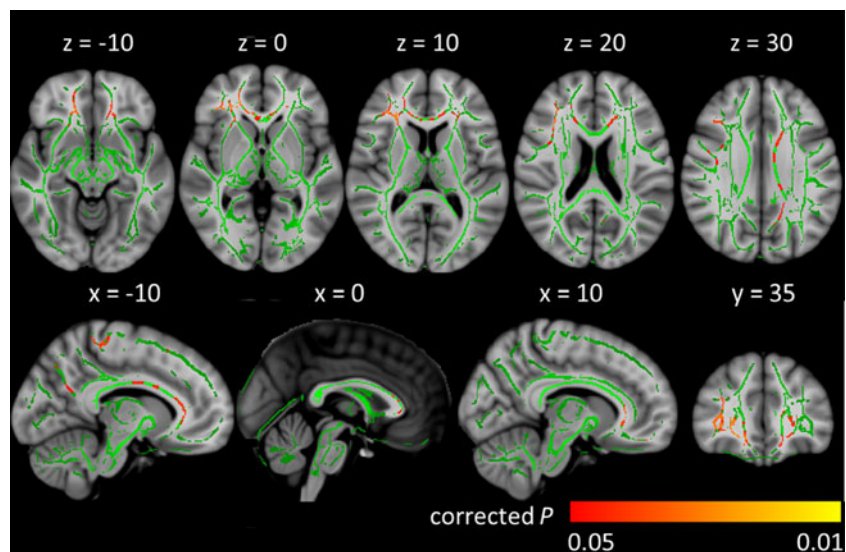 z = -10 z = 0 z = 10 z = 20 z = 30
x = -10 x = 0 x = 10 y = 35
corrected P
0.05 0.01